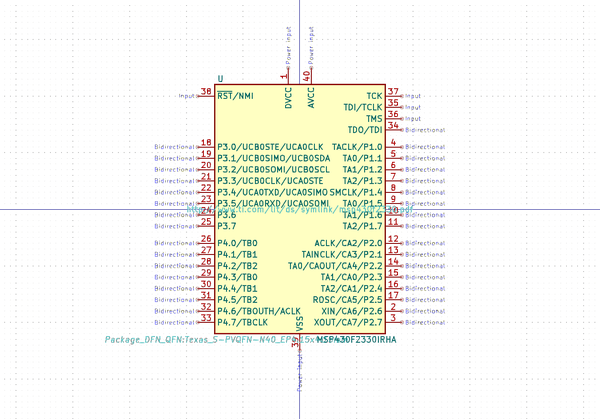 Power Input
Power Input
U
1
40
DVCC
AVCC
Input 38 RST/NMI
TCK 37 Input
TDI/TCLK 35 Input
TMS 36 Input
TDO/TDI 34 Bidirectional
Bidirectional 18 P3.0/UCB0STE/UCA0CLK TACLK/P1.0 4 Bidirectional
Bidirectional 19 P3.1/UCB0SIMO/UCB0SDA TA0/P1.1 5 Bidirectional
Bidirectional 20 P3.2/UCB0SOMI/UCB0SCL TA1/P1.2 6 Bidirectional
Bidirectional 21 P3.3/UCB0CLK/UCA0STE TA2/P1.3 7 Bidirectional
Bidirectional 22 P3.4/UCA0TXD/UCA0SIMO SMCLK/P1.4 8 Bidirectional
Bidirectional 23 P3.5/UCA0RXD/UCA0SOMI TA0/P1.5 9 Bidirectional
Bidirectional P3.6 TA1/P1.6 Bidirectional
Bidirectional 25 P3.7 TA2/P1.7 11 Bidirectional
Bidirectional 26 P4.0/TB0 ACLK/CA2/P2.0 12 Bidirectional
Bidirectional 27 P4.1/TB1 TAINCLK/CA3/P2.1 13 Bidirectional
Bidirectional 28 P4.2/TB2 TA0/CAOUT/CA4/P2.2 14 Bidirectional
Bidirectional 29 P4.3/TB0 TA1/CA0/P2.3 15 Bidirectional
Bidirectional 30 P4.4/TB1 TA2/CA1/P2.4 16 Bidirectional
Bidirectional 31 P4.5/TB2 ROSC/CA5/P2.5 17 Bidirectional
Bidirectional 32 P4.6/TBOUTH/ACLK XIN/CA6/P2.6 2 Bidirectional
Bidirectional 33 P4.7/TBCLK XOUT/CA7/P2.7 3 Bidirectional
VSS
39
MSP430F2330IRHA
Power Input